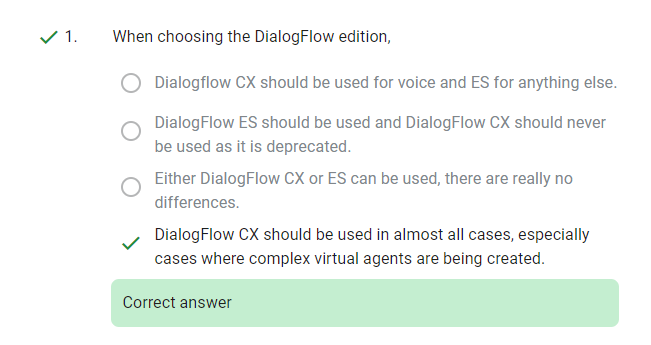 1. When choosing the DialogFlow edition,
Dialogflow CX should be used for voice and ES for anything else.
DialogFlow ES should be used and DialogFlow CX should never
be used as it is deprecated.
Either DialogFlow CX or ES can be used, there are really no
differences.
DialogFlow CX should be used in almost all cases, especially
cases where complex virtual agents are being created.
Correct answer